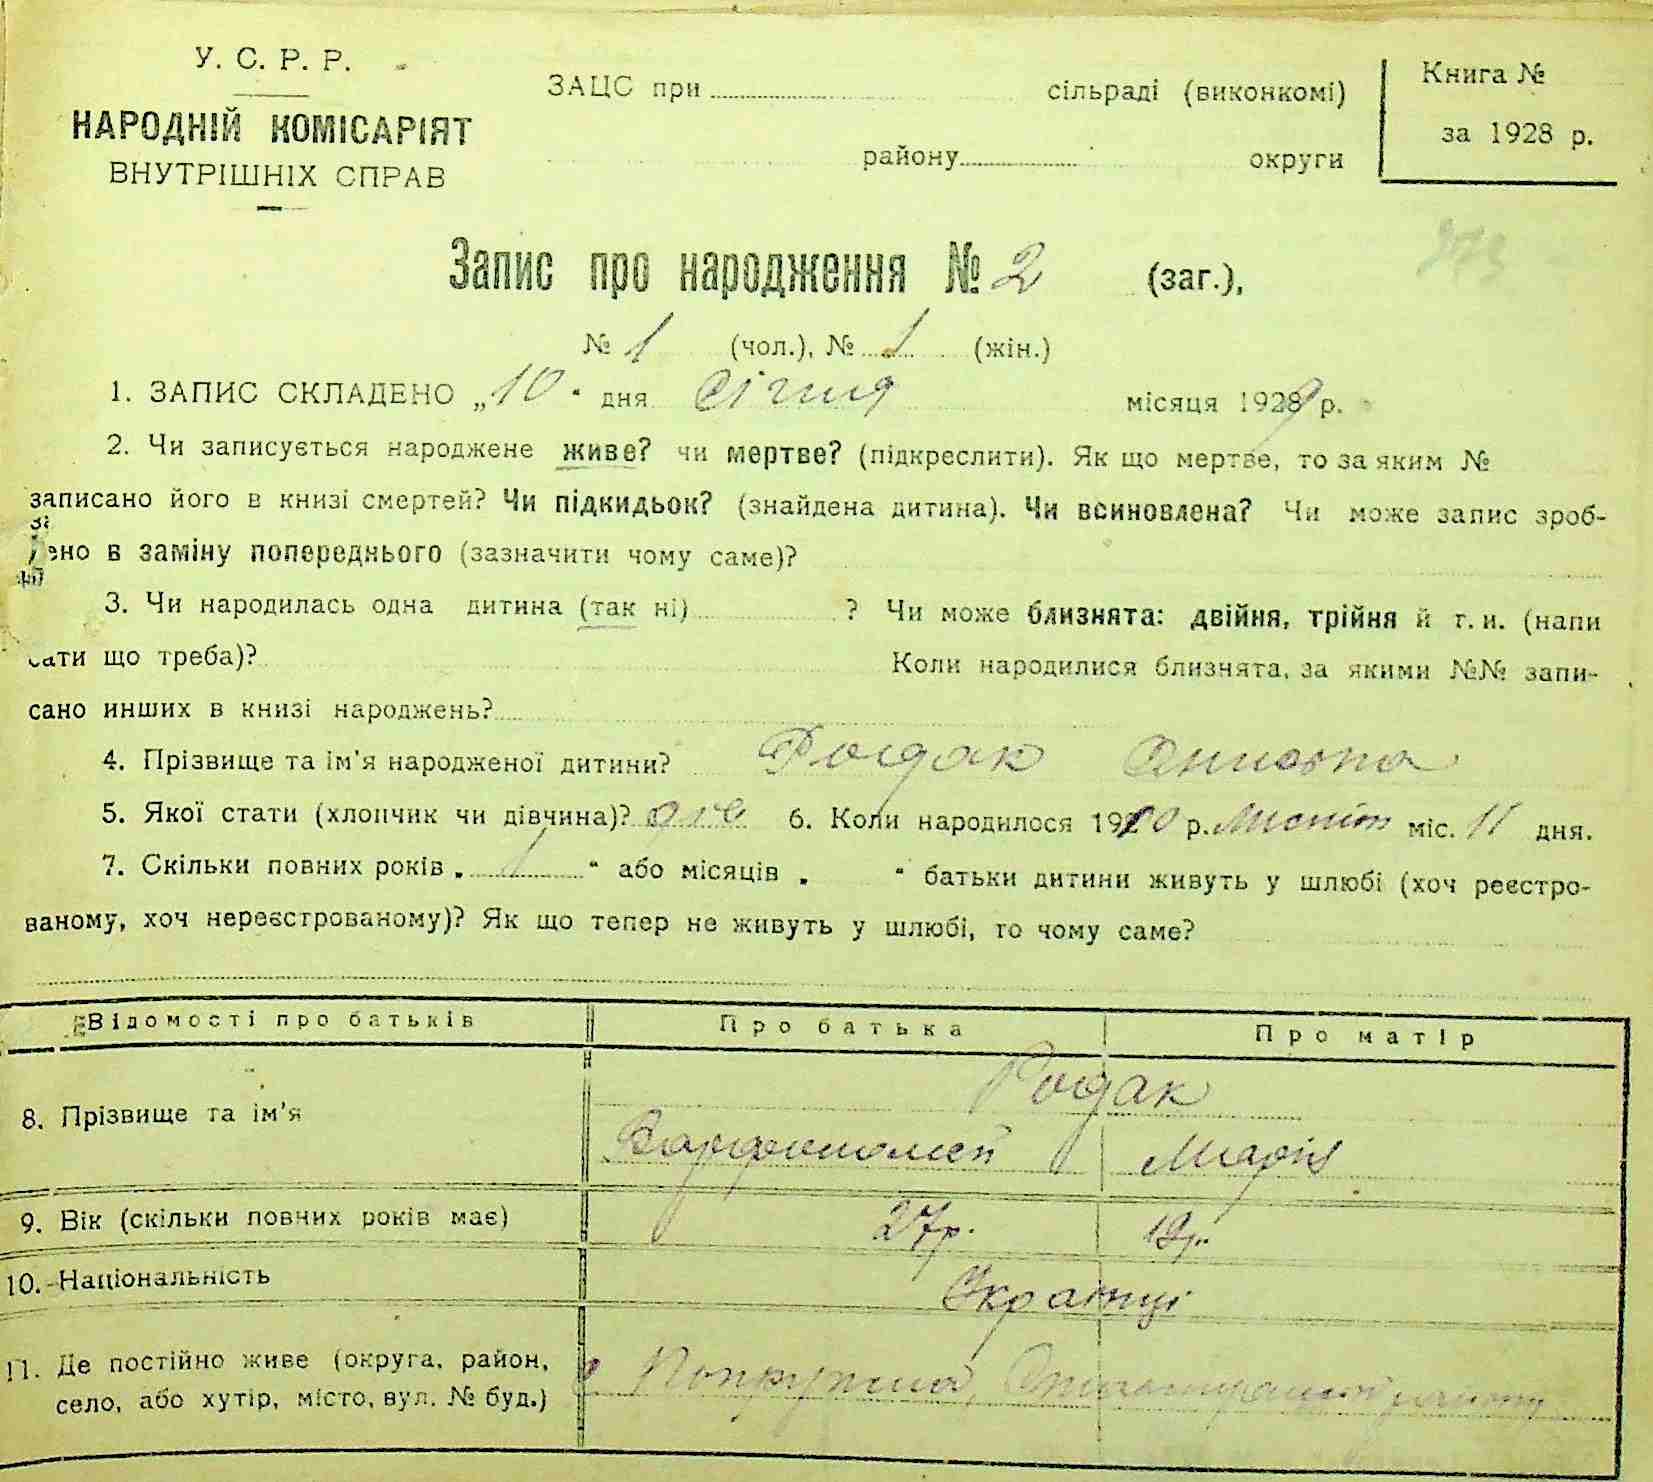 У. С. Р. Р.
НАРОДНІЙ КОМІСАРІЯТ
ВНУТРІШНІХ СПРАВ
ЗАЦС при сільраді (виконкомі)
району округи
Книга №
за 1928 р.
Запис про народження № 2 (заг.),
№ 1 (чол.), № 1 (жін.)
1. ЗАПИС СКЛАДЕНО „10“ дня Січня місяця 1929 р.
2. Чи записується народжене живе? чи мертве? (підкреслити). Як що мертве, то за яким №
записано його в книзі смертей? Чи підкидьок? (знайдена дитина). Чи всиновлена? Чи може запис зроб-
лено в заміну попереднього (зазначити чому саме)?
3. Чи народилась одна дитина (так ні) ? Чи може близнята: двійня, трійня й т. и. (напи
сати що треба)? Коли народилися близнята, за якими №№ запи-
сано инших в книзі народжень?
4. Прізвище та ім'я народженої дитини? Родак
5. Якої стати (хлопчик чи дівчина)? 6. Коли народилося р. міс. 11 дня.
7. Скільки повних років „ 1 “ або місяців „ “ батьки дитини живуть у шлюбі (хоч реєстро-
ваному, хоч нереєстрованому)? Як що тепер не живуть у шлюбі, то чому саме?
Відомості про батьків Про батька Про матір
Родак
8. Прізвище та ім'я Варфоломей Марія
9. Вік (скільки повних років має) 27р. 19р.
10. Національність Українці
11. Де постійно живе (округа, район,
село, або хутір, місто, вул. № буд.)